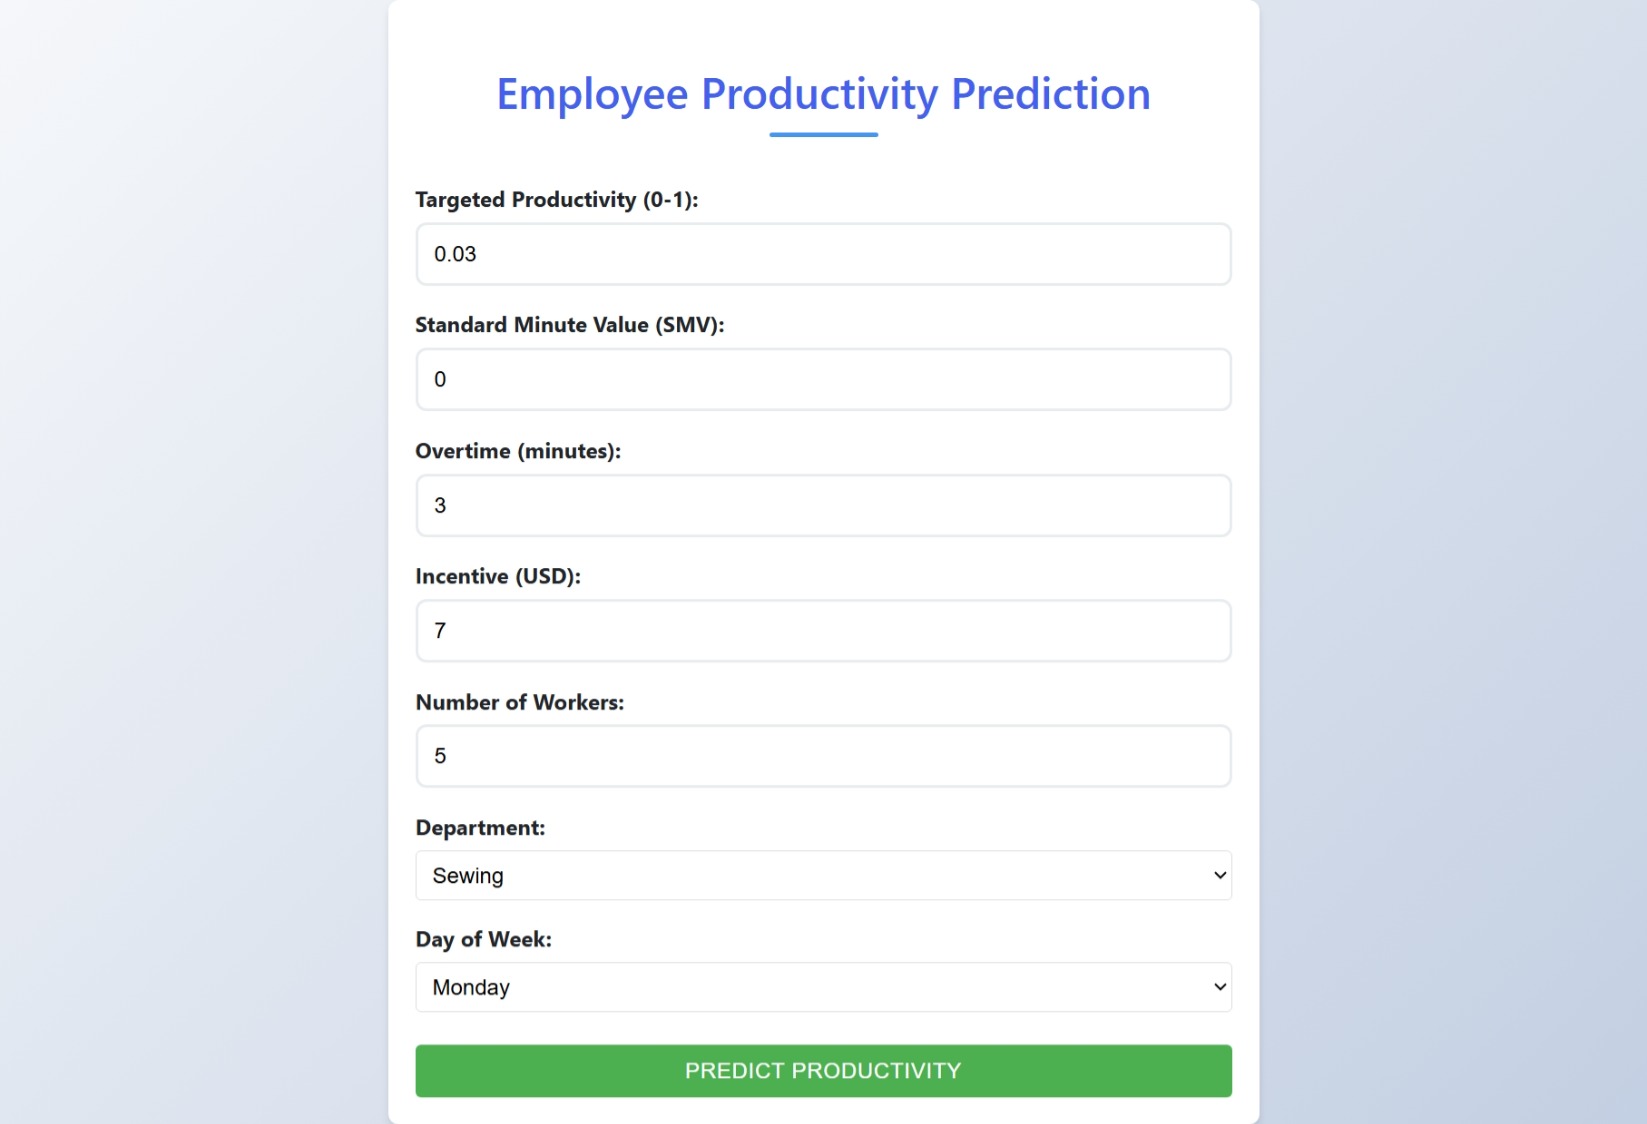 Employee Productivity Prediction
Targeted Productivity (0-1):
0.03
Standard Minute Value (SMV):
0
Overtime (minutes):
3
Incentive (USD):
7
Number of Workers:
5
Department:
Sewing
Day of Week:
Monday
PREDICT PRODUCTIVITY